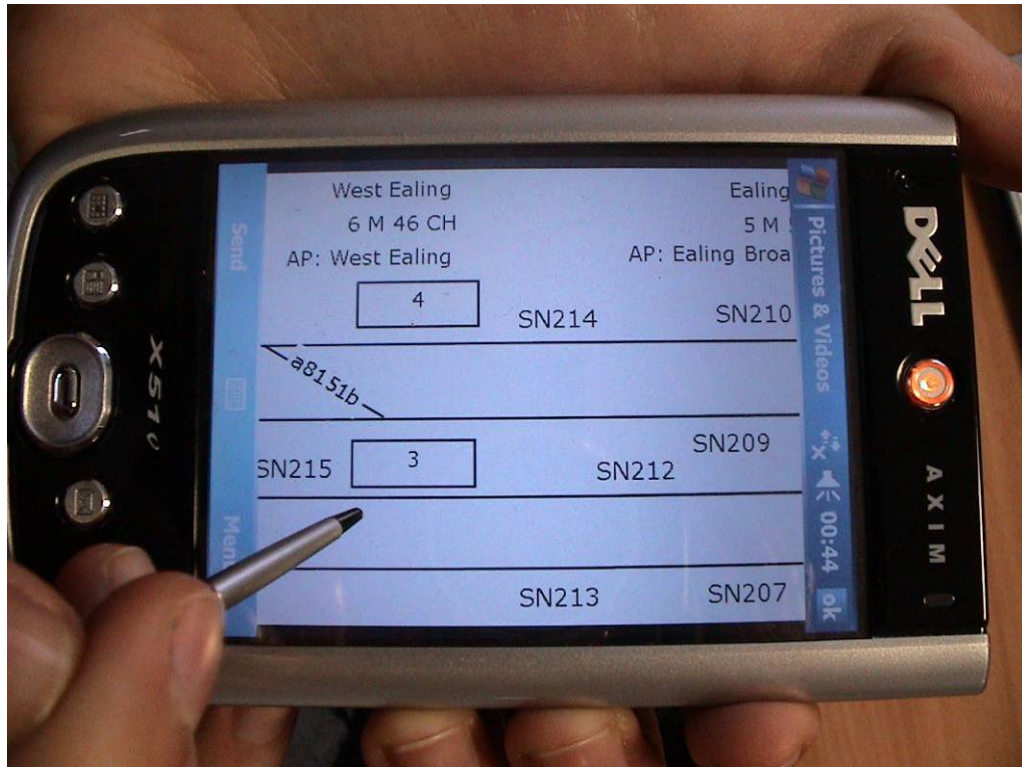 West Ealing
Ealing
6 M 46 CH
5 M
AP: West Ealing
AP: Ealing Broa
4
SN214
SN210
a8151b
SN209
SN215
3
SN212
SN213
SN207
Pictures & Videos
00:44
ok
Send
Menu
DELL
AXIM
X51v